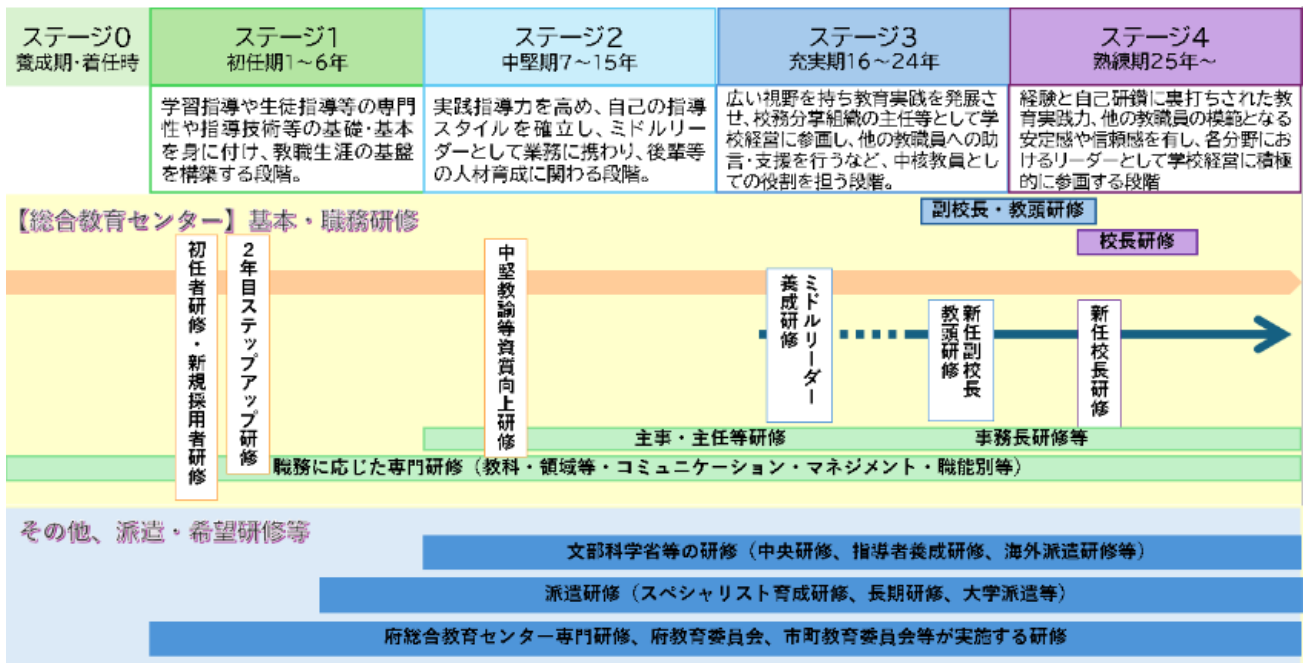 ステージ0
養成期・着任時
ステージ1
初任期1～6年
ステージ2
中堅期7～15年
ステージ3
充実期16～24年
ステージ4
熟練期25年～
学習指導や生徒指導等の専門
性や指導技術等の基礎・基本
を身に付け、教職生涯の基盤
を構築する段階。
実践指導力を高め、自己の指導
スタイルを確立し、ミドルリー
ダーとして業務に携わり、後輩等
の人材育成に関わる段階。
広い視野を持ち教育実践を発展さ
せ、校務分掌組織の主任等として学
校経営に参画し、他の教職員への助
言・支援を行うなど、中核教員とし
ての役割を担う段階。
経験と自己研鑽に裏打ちされた教
育実践力、他の教職員の模範となる
安定感や信頼感を有し、各分野にお
けるリーダーとして学校経営に積極
的に参画する段階
【総合教育センター】基本・職務研修
副校長・教頭研修
校長研修
初任者研修・新規採用者研修
2年目ステップアップ研修
中堅教諭等資質向上研修
ミドルリーダー
養成研修
新任副校長
教頭研修
新任校長研修
主事・主任等研修
事務長研修等
職務に応じた専門研修（教科・領域等・コミュニケーション・マネジメント・職能別等）
その他、派遣・希望研修等
文部科学省等の研修（中央研修、指導者養成研修、海外派遣研修等）
派遣研修（スペシャリスト育成研修、長期研修、大学派遣等）
府総合教育センター専門研修、府教育委員会、市町教育委員会等が実施する研修